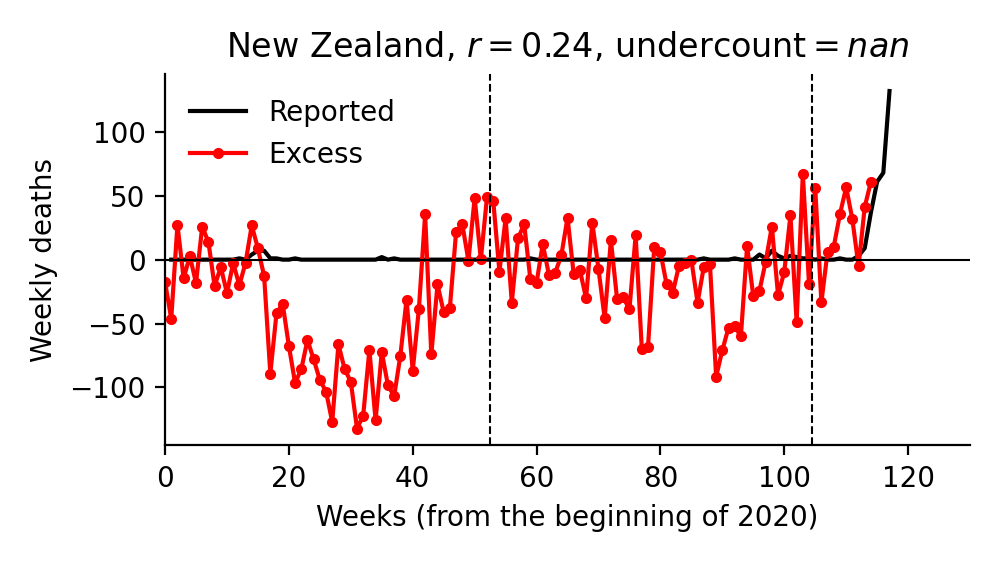 New Zealand, r = 0.24, undercount = nan
Reported
Excess
Weekly deaths
100
50
0
−50
−100
0 20 40 60 80 100 120
Weeks (from the beginning of 2020)